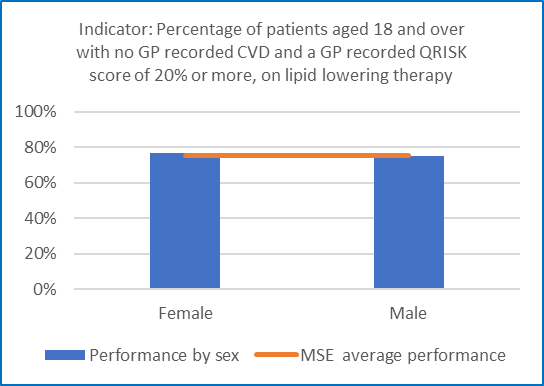 Indicator: Percentage of patients aged 18 and over
with no GP recorded CVD and a GP recorded QRISK
score of 20% or more, on lipid lowering therapy
100%
80%
60%
40%
20%
0%
Female Male
Performance by sex MSE average performance